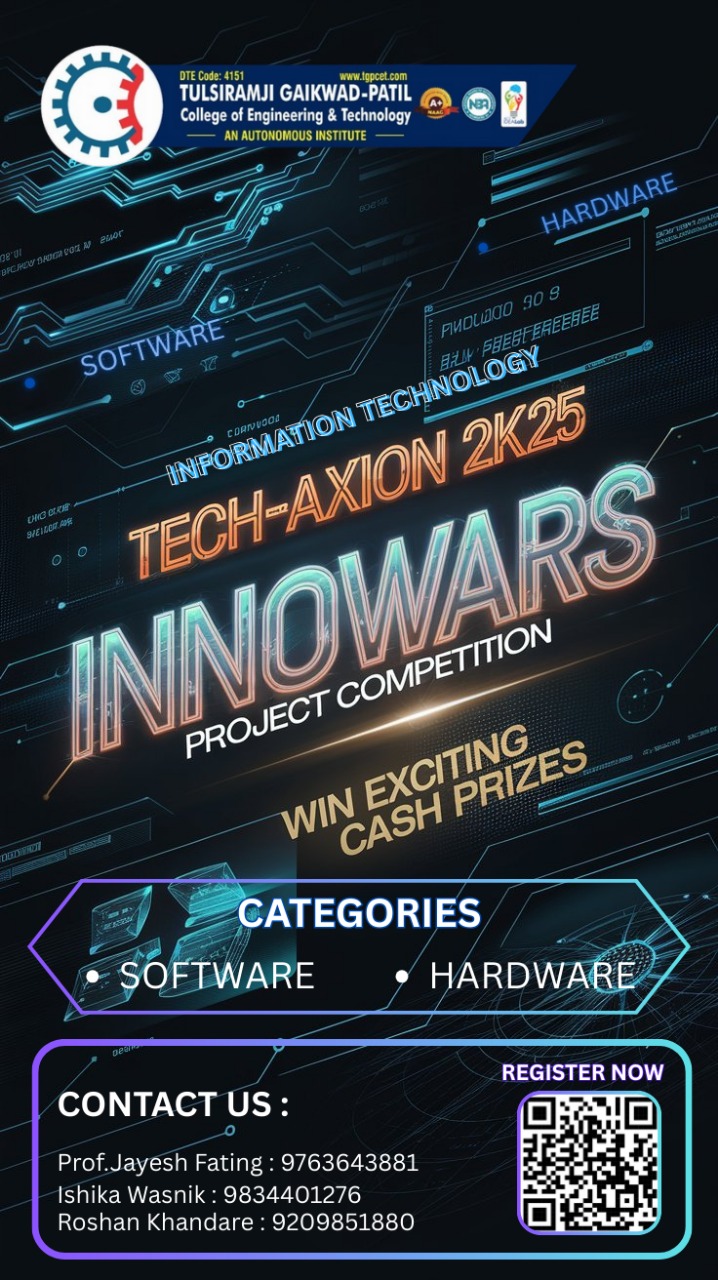 DTE Code: 4151 www.tgpcet.com
TULSIRAMJI GAIKWAD-PATIL
College of Engineering & Technology
AN AUTONOMOUS INSTITUTE
A+
NAAC
NBA
HARDWARE
SOFTWARE
INFORMATION TECHNOLOGY
TECH-AXION 2K25
INNOWARS
PROJECT COMPETITION
WIN EXCITING
CASH PRIZES
CATEGORIES
• SOFTWARE • HARDWARE
REGISTER NOW
CONTACT US :
Prof.Jayesh Fating : 9763643881
Ishika Wasnik : 9834401276
Roshan Khandare : 9209851880